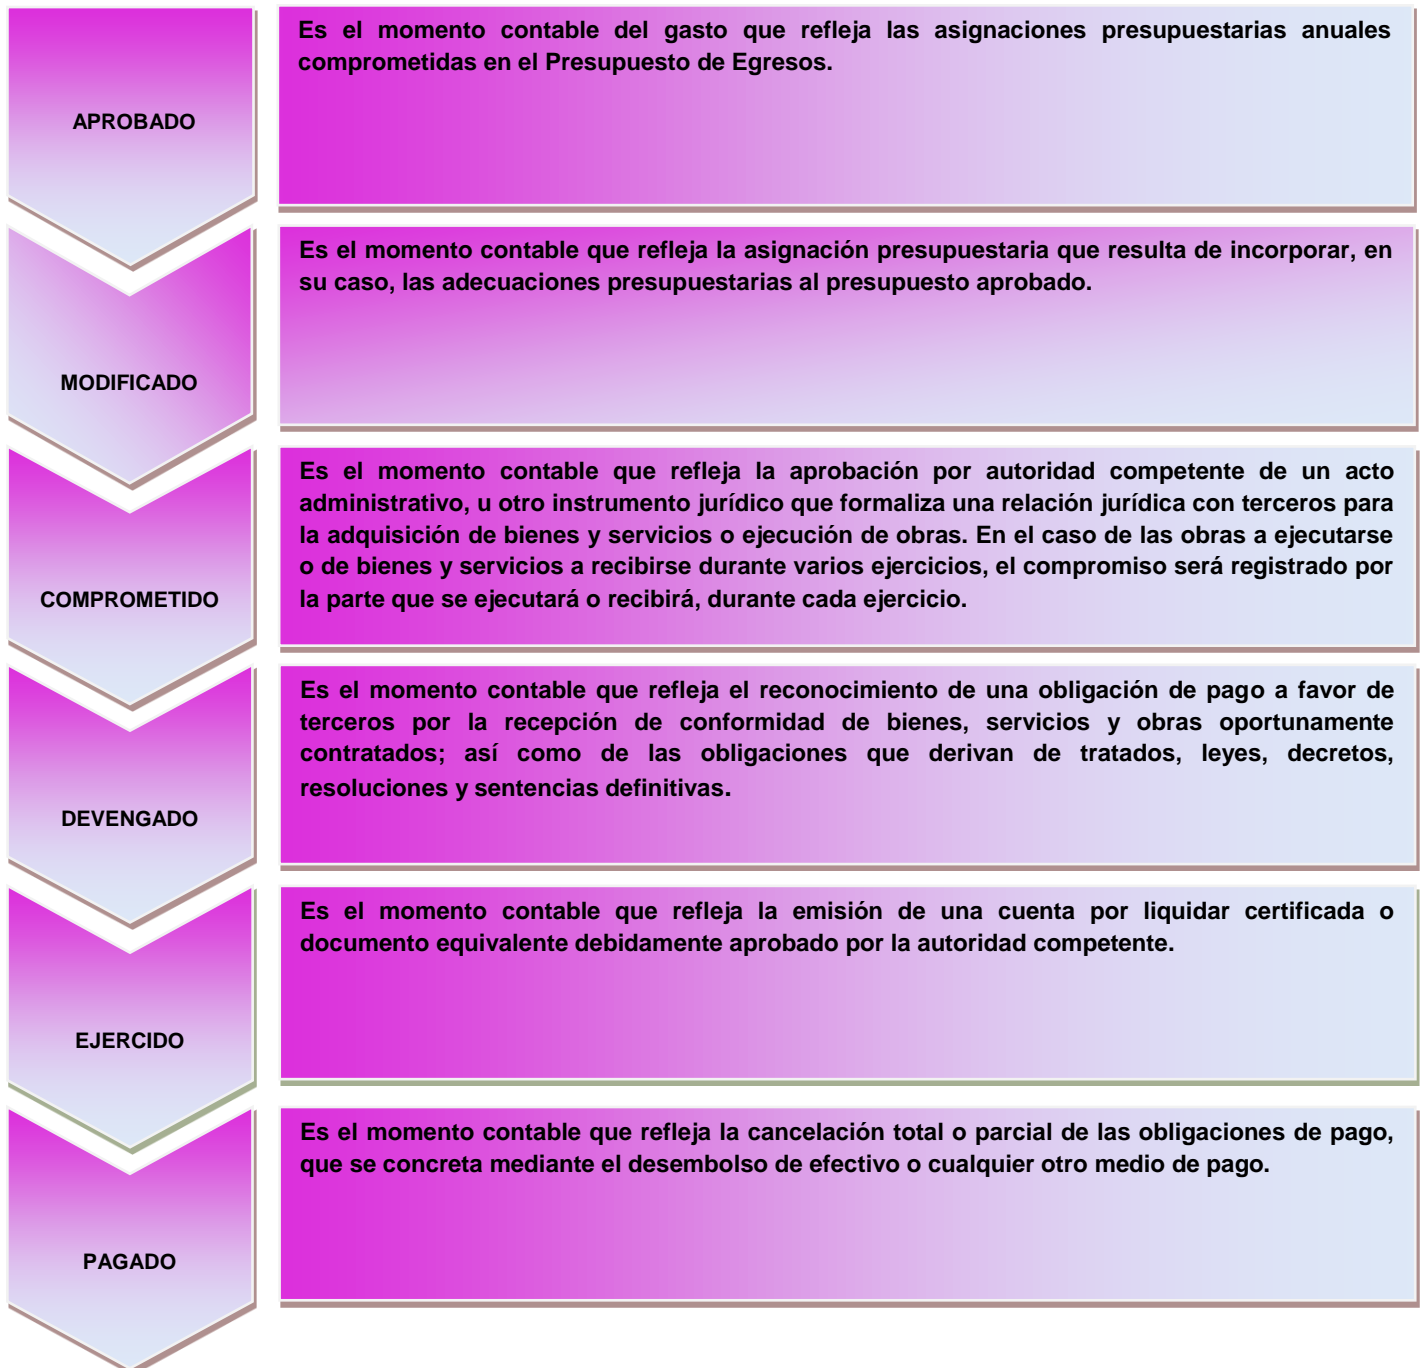 APROBADO
Es el momento contable del gasto que refleja las asignaciones presupuestarias anuales
comprometidas en el Presupuesto de Egresos.
MODIFICADO
Es el momento contable que refleja la asignación presupuestaria que resulta de incorporar, en
su caso, las adecuaciones presupuestarias al presupuesto aprobado.
COMPROMETIDO
Es el momento contable que refleja la aprobación por autoridad competente de un acto
administrativo, u otro instrumento jurídico que formaliza una relación jurídica con terceros para
la adquisición de bienes y servicios o ejecución de obras. En el caso de las obras a ejecutarse
o de bienes y servicios a recibirse durante varios ejercicios, el compromiso será registrado por
la parte que se ejecutará o recibirá, durante cada ejercicio.
DEVENGADO
Es el momento contable que refleja el reconocimiento de una obligación de pago a favor de
terceros por la recepción de conformidad de bienes, servicios y obras oportunamente
contratados; así como de las obligaciones que derivan de tratados, leyes, decretos,
resoluciones y sentencias definitivas.
EJERCIDO
Es el momento contable que refleja la emisión de una cuenta por liquidar certificada o
documento equivalente debidamente aprobado por la autoridad competente.
PAGADO
Es el momento contable que refleja la cancelación total o parcial de las obligaciones de pago,
que se concreta mediante el desembolso de efectivo o cualquier otro medio de pago.